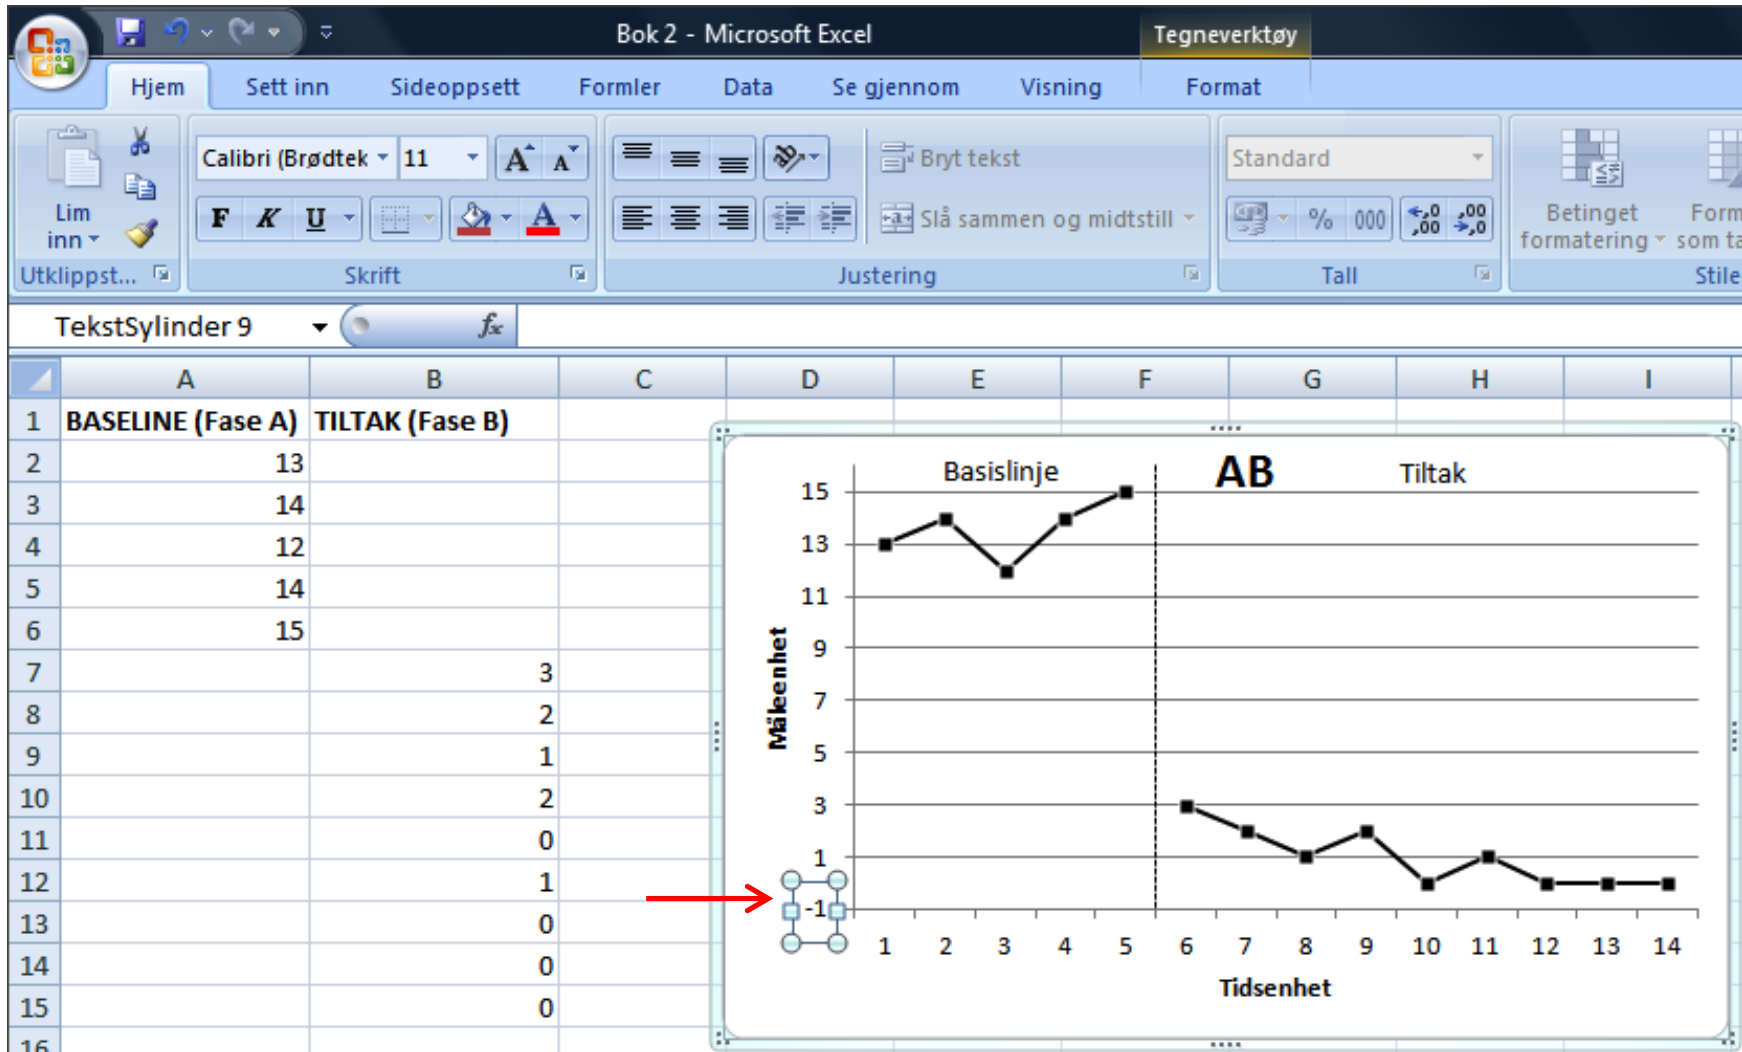 Bok 2 - Microsoft Excel
Tegneverktøy
Hjem Sett inn Sideoppsett Formler Data Se gjennom Visning Format
Calibri (Brødtek 11 A A
Bryt tekst
Standard
Lim inn
F K U A
Slå sammen og midtstill
% 000 ,0 ,00 ,00 ,0
Betinget formatering
Form
som ta
Utklippst... Skrift Justering Tall Stile
TekstSylinder 9 fx
A B C D E F G H I
1 BASELINE (Fase A) TILTAK (Fase B)
2 13
3 14
4 12
5 14
6 15
7 3
8 2
9 1
10 2
11 0
12 1
13 0
14 0
15 0
16
Basislinje AB Tiltak
15
13
11
9
7
5
3
1
-1
Måleenhet
1 2 3 4 5 6 7 8 9 10 11 12 13 14
Tidsenhet